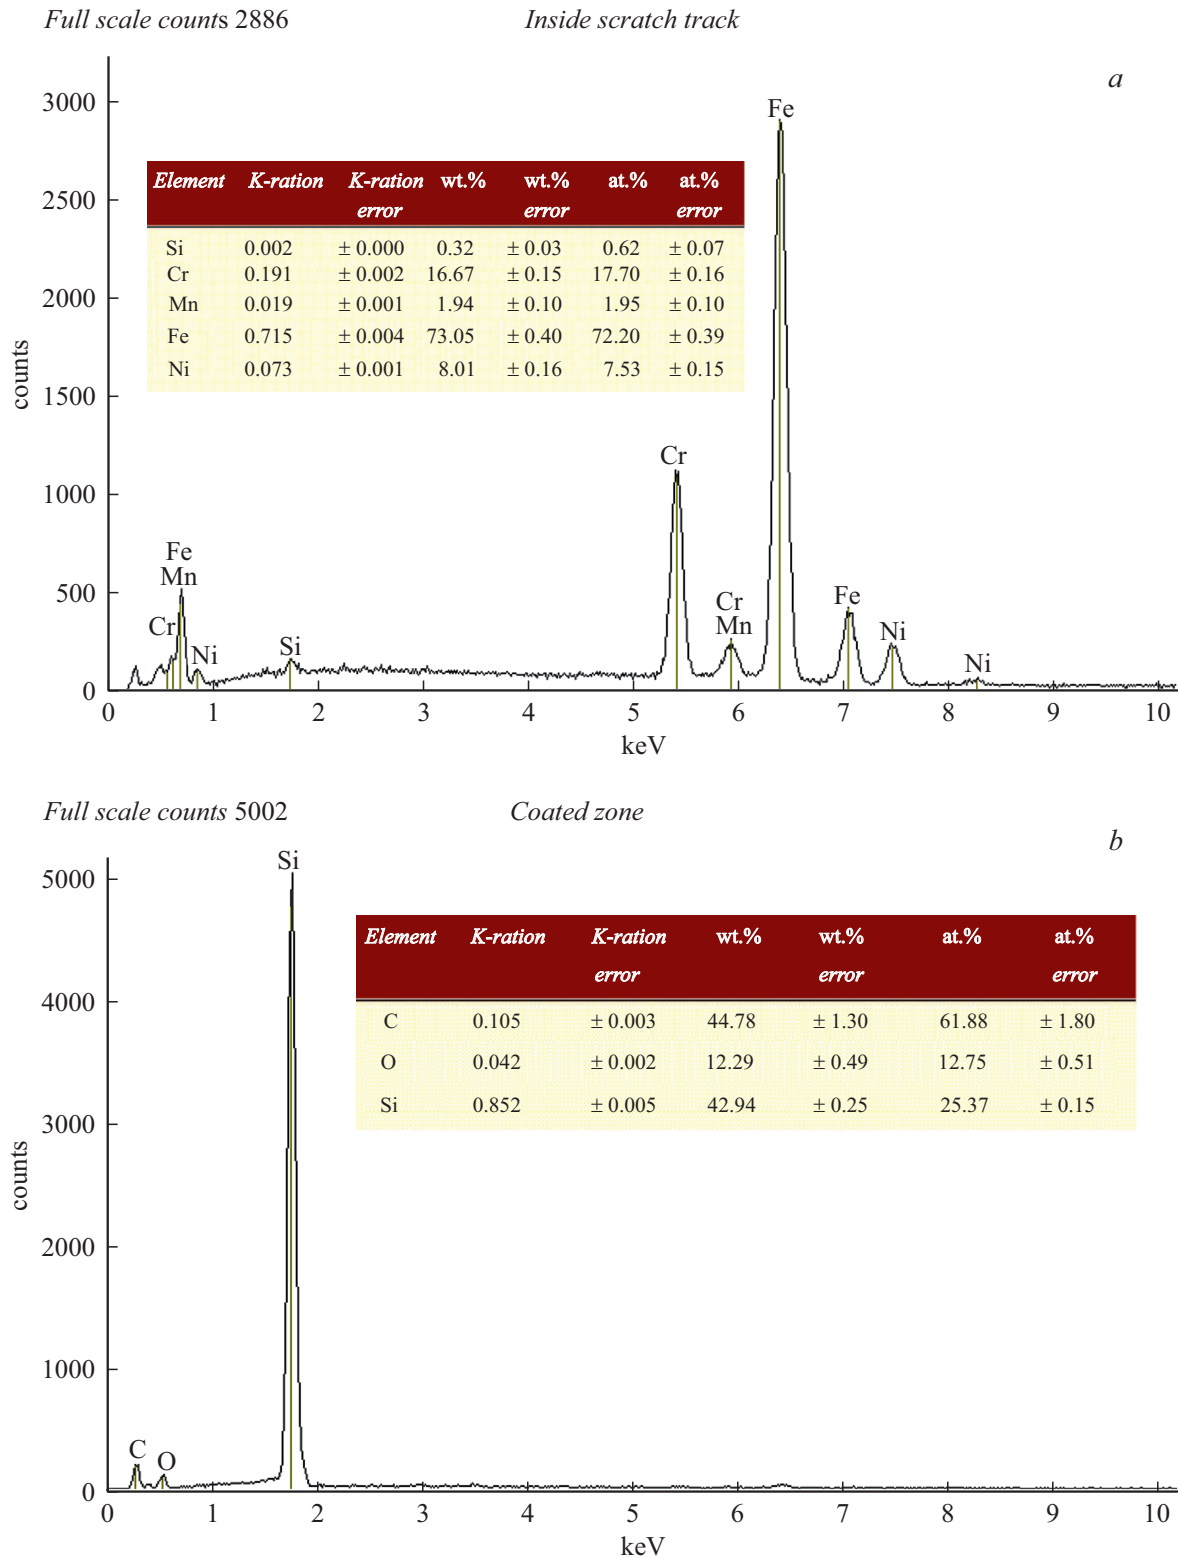 Full scale counts 2886 Inside scratch track
a
3000
2500
2000
1500
1000
500
0
counts
Element K-ration K-ration wt.% wt.% at.% at.%
error error error
Si 0.002 ± 0.000 0.32 ± 0.03 0.62 ± 0.07
Cr 0.191 ± 0.002 16.67 ± 0.15 17.70 ± 0.16
Mn 0.019 ± 0.001 1.94 ± 0.10 1.95 ± 0.10
Fe 0.715 ± 0.004 73.05 ± 0.40 72.20 ± 0.39
Ni 0.073 ± 0.001 8.01 ± 0.16 7.53 ± 0.15
Fe
Cr
Fe
Mn
Cr
Ni
Si
Cr
Mn
Fe
Ni
Ni
0 1 2 3 4 5 6 7 8 9 10
keV
Full scale counts 5002 Coated zone
b
5000
4000
3000
2000
1000
0
counts
Si
Element K-ration K-ration wt.% wt.% at.% at.%
error error error
C 0.105 ± 0.003 44.78 ± 1.30 61.88 ± 1.80
O 0.042 ± 0.002 12.29 ± 0.49 12.75 ± 0.51
Si 0.852 ± 0.005 42.94 ± 0.25 25.37 ± 0.15
C O
0 1 2 3 4 5 6 7 8 9 10
keV